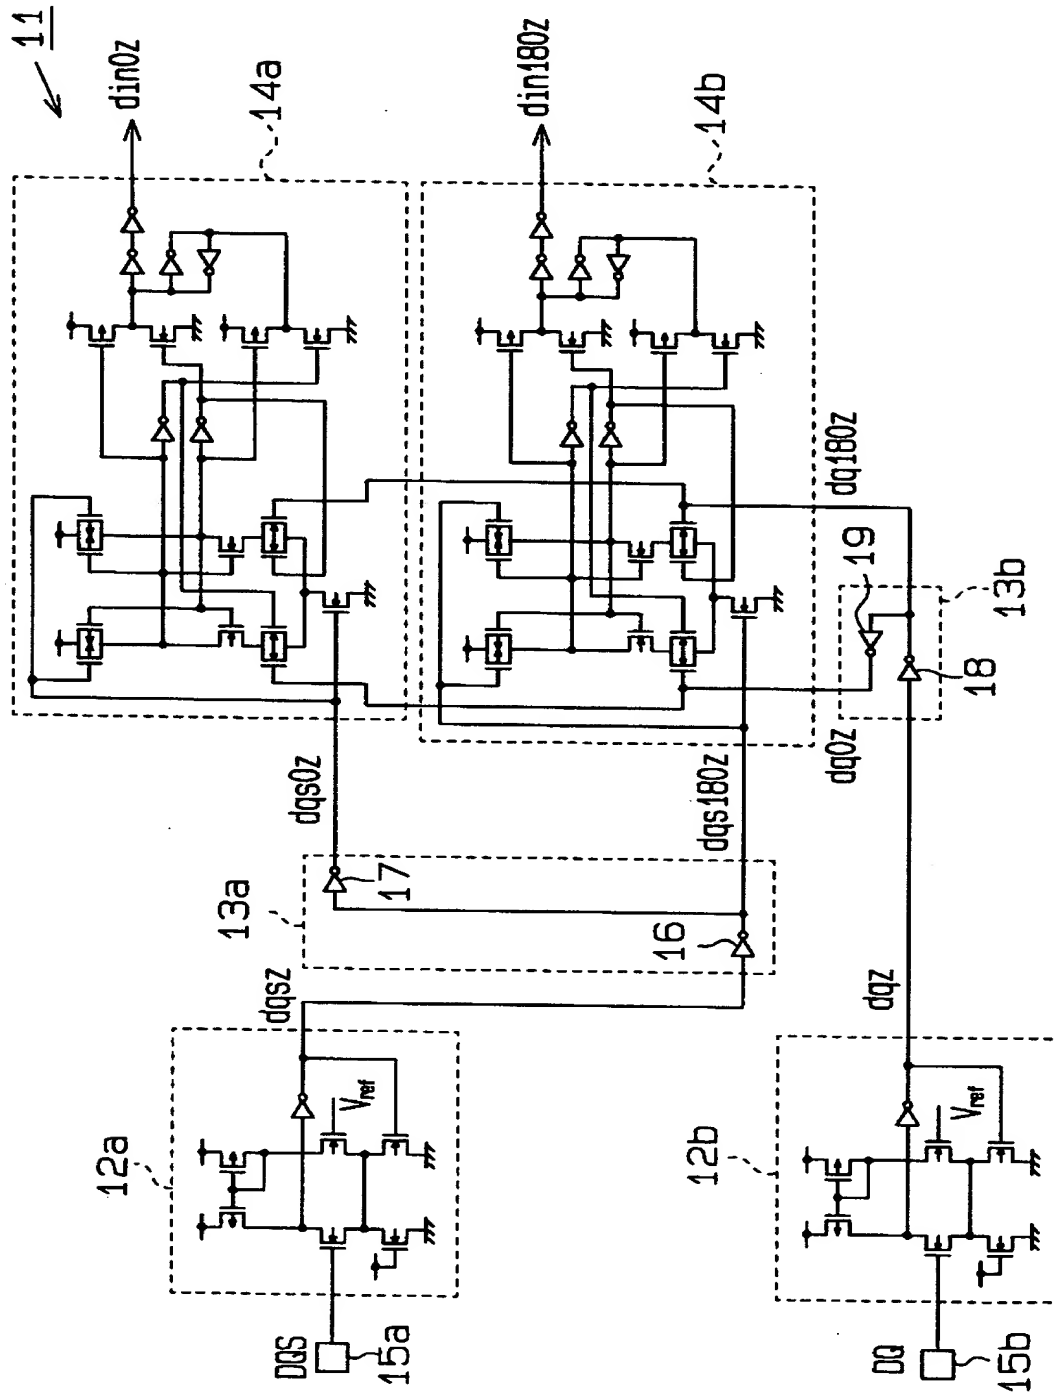 11
din0z
14a
din180z
14b
dqs0z
dqs180z
dq0z
dq180z
19
13b
18
13a
17
16
dqsz
dqz
12a
Vref
12b
Vref
DQS
15a
DQ
15b